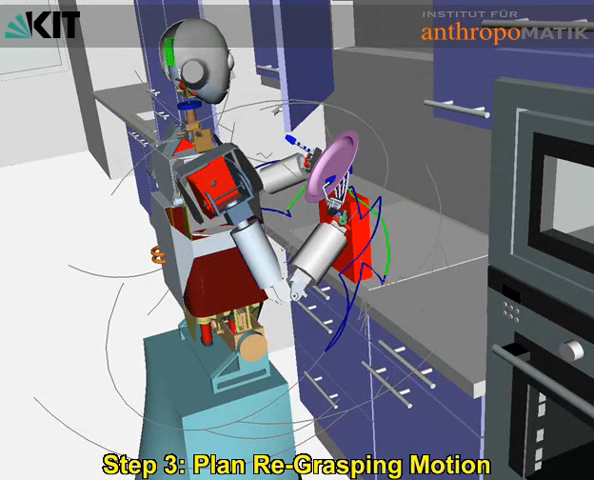 KIT
INSTITUT FÜR
anthropoMATIK
Step 3: Plan Re-Grasping Motion